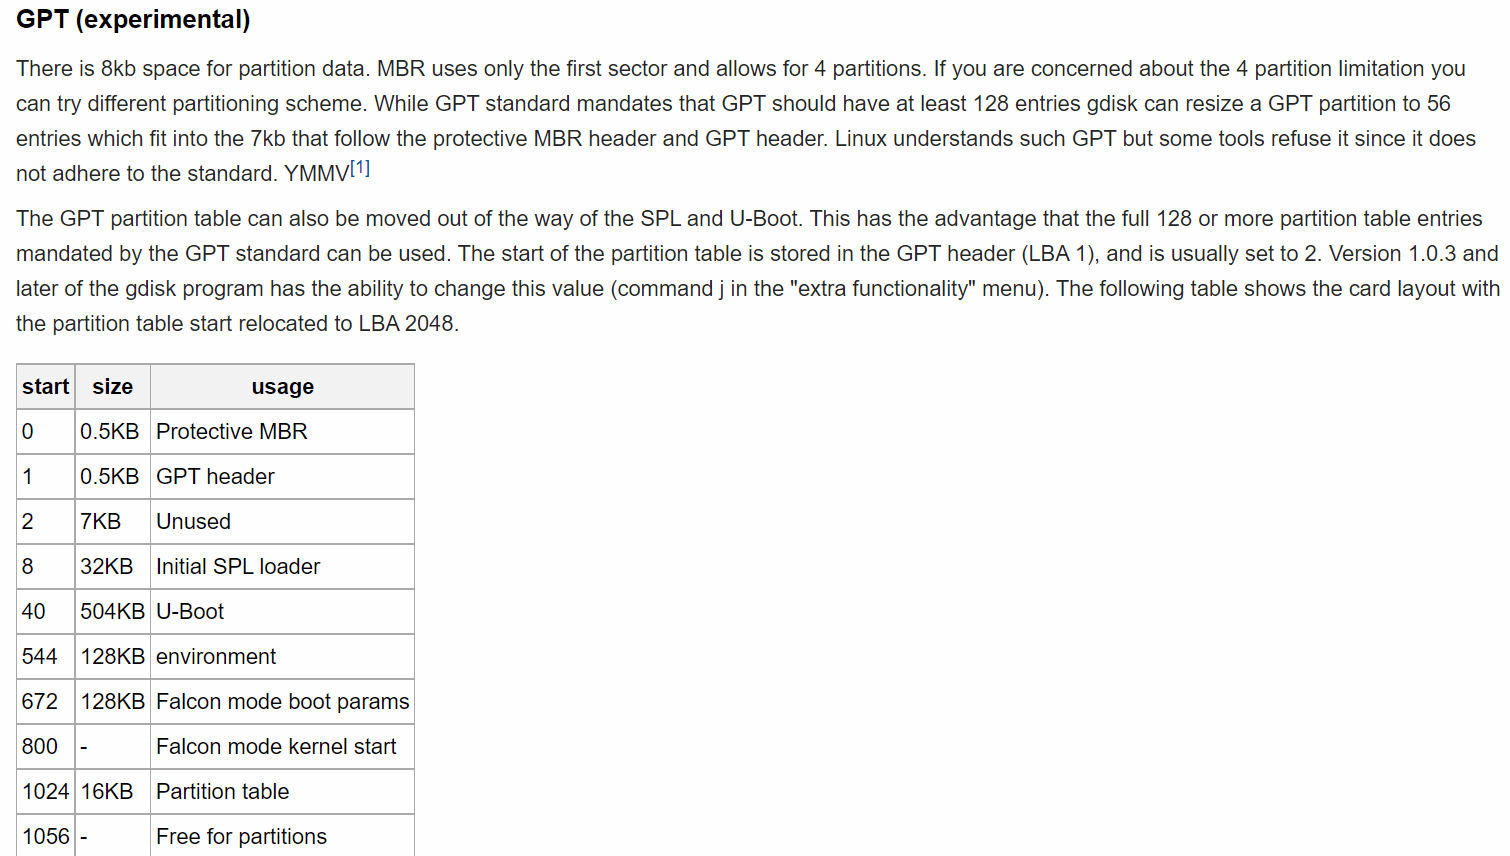 GPT (experimental)
There is 8kb space for partition data. MBR uses only the first sector and allows for 4 partitions. If you are concerned about the 4 partition limitation you
can try different partitioning scheme. While GPT standard mandates that GPT should have at least 128 entries gdisk can resize a GPT partition to 56
entries which fit into the 7kb that follow the protective MBR header and GPT header. Linux understands such GPT but some tools refuse it since it does
not adhere to the standard. YMMV[1]
The GPT partition table can also be moved out of the way of the SPL and U-Boot. This has the advantage that the full 128 or more partition table entries
mandated by the GPT standard can be used. The start of the partition table is stored in the GPT header (LBA 1), and is usually set to 2. Version 1.0.3 and
later of the gdisk program has the ability to change this value (command j in the "extra functionality" menu). The following table shows the card layout with
the partition table start relocated to LBA 2048.
start size usage
0 0.5KB Protective MBR
1 0.5KB GPT header
2 7KB Unused
8 32KB Initial SPL loader
40 504KB U-Boot
544 128KB environment
672 128KB Falcon mode boot params
800 - Falcon mode kernel start
1024 16KB Partition table
1056 - Free for partitions